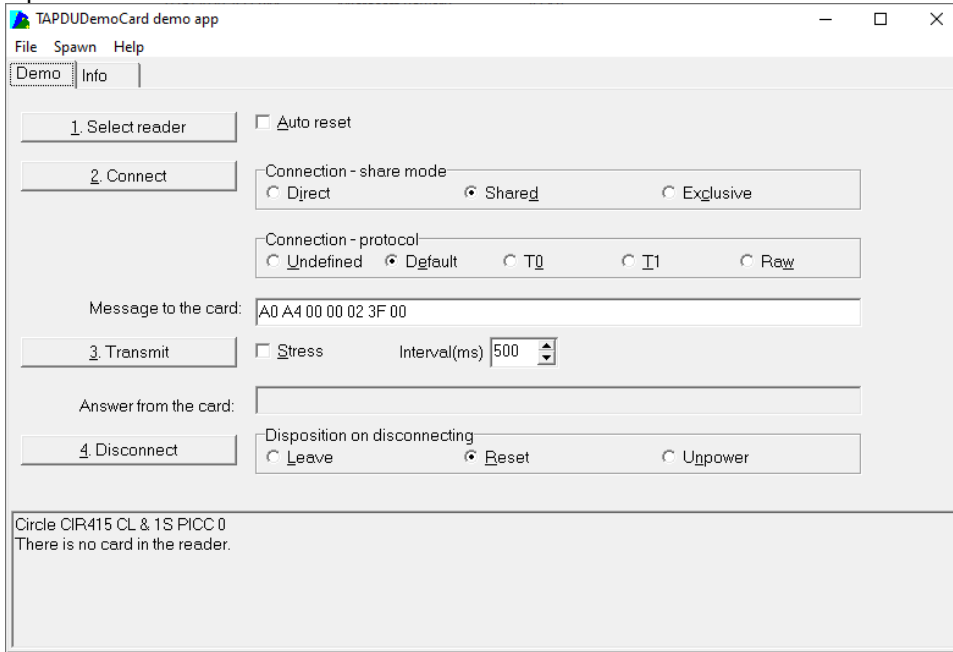 TAPDUDemoCard demo app
File Spawn Help
Demo Info
1. Select reader Auto reset
2. Connect Connection - share mode
Direct Shared Exclusive
Connection - protocol
Undefined Default T0 T1 Raw
Message to the card: A0 A4 00 00 02 3F 00
3. Transmit Stress Interval(ms) 500
Answer from the card:
4. Disconnect Disposition on disconnecting
Leave Reset Unpower
Circle CIR415 CL & 1S PICC 0
There is no card in the reader.